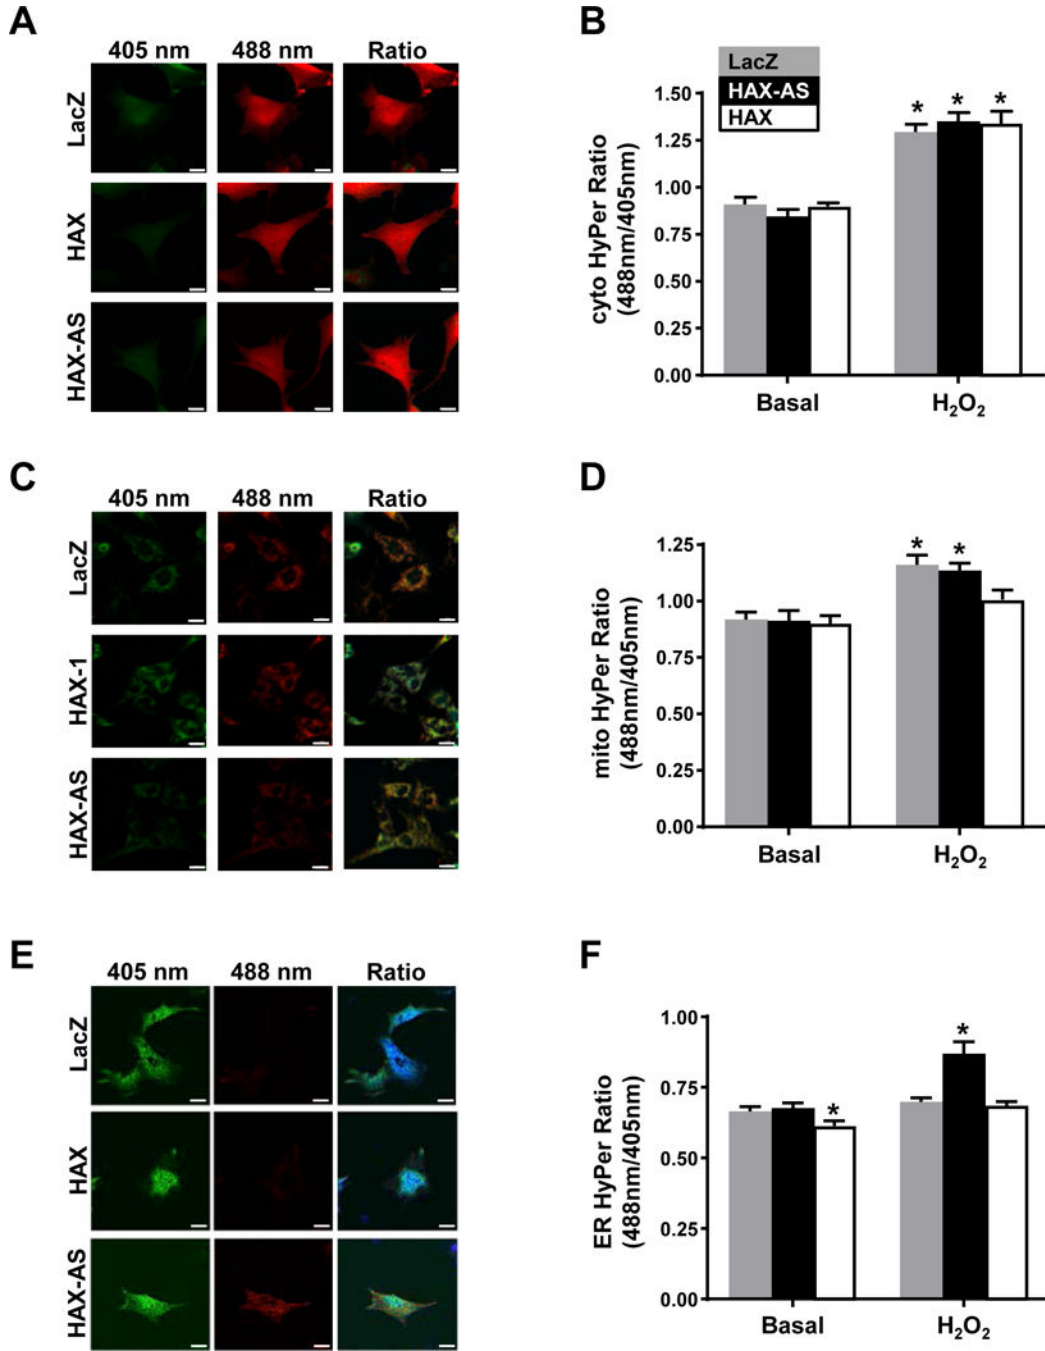 A
405 nm 488 nm Ratio
LacZ
HAX
HAX-AS
B
LacZ
HAX-AS
HAX
cyto HyPer Ratio
(488nm/405nm)
1.50
1.25
1.00
0.75
0.50
0.25
0.00
* * *
Basal H₂O₂
C
405 nm 488 nm Ratio
LacZ
HAX-1
HAX-AS
D
mito HyPer Ratio
(488nm/405nm)
1.25
1.00
0.75
0.50
0.25
0.00
* *
Basal H₂O₂
E
405 nm 488 nm Ratio
LacZ
HAX
HAX-AS
F
ER HyPer Ratio
(488nm/405nm)
1.00
0.75
0.50
0.25
0.00
* *
Basal H₂O₂